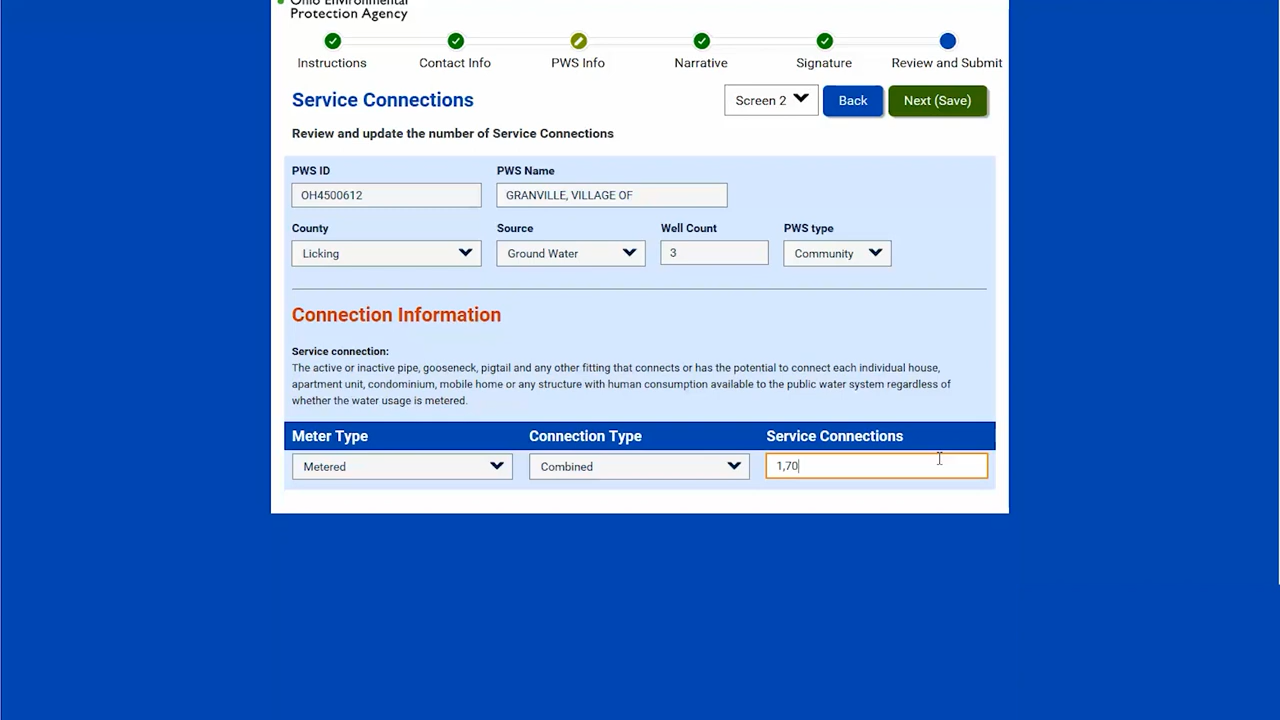 Ohio Environmental
Protection Agency
Instructions
Contact Info
PWS Info
Narrative
Signature
Review and Submit
Service Connections
Screen 2
Back
Next (Save)
Review and update the number of Service Connections
PWS ID
PWS Name
OH4500612
GRANVILLE, VILLAGE OF
County
Source
Well Count
PWS type
Licking
Ground Water
3
Community
Connection Information
Service connection:
The active or inactive pipe, gooseneck, pigtail and any other fitting that connects or has the potential to connect each individual house,
apartment unit, condominium, mobile home or any structure with human consumption available to the public water system regardless of
whether the water usage is metered.
Meter Type
Connection Type
Service Connections
Metered
Combined
1,70